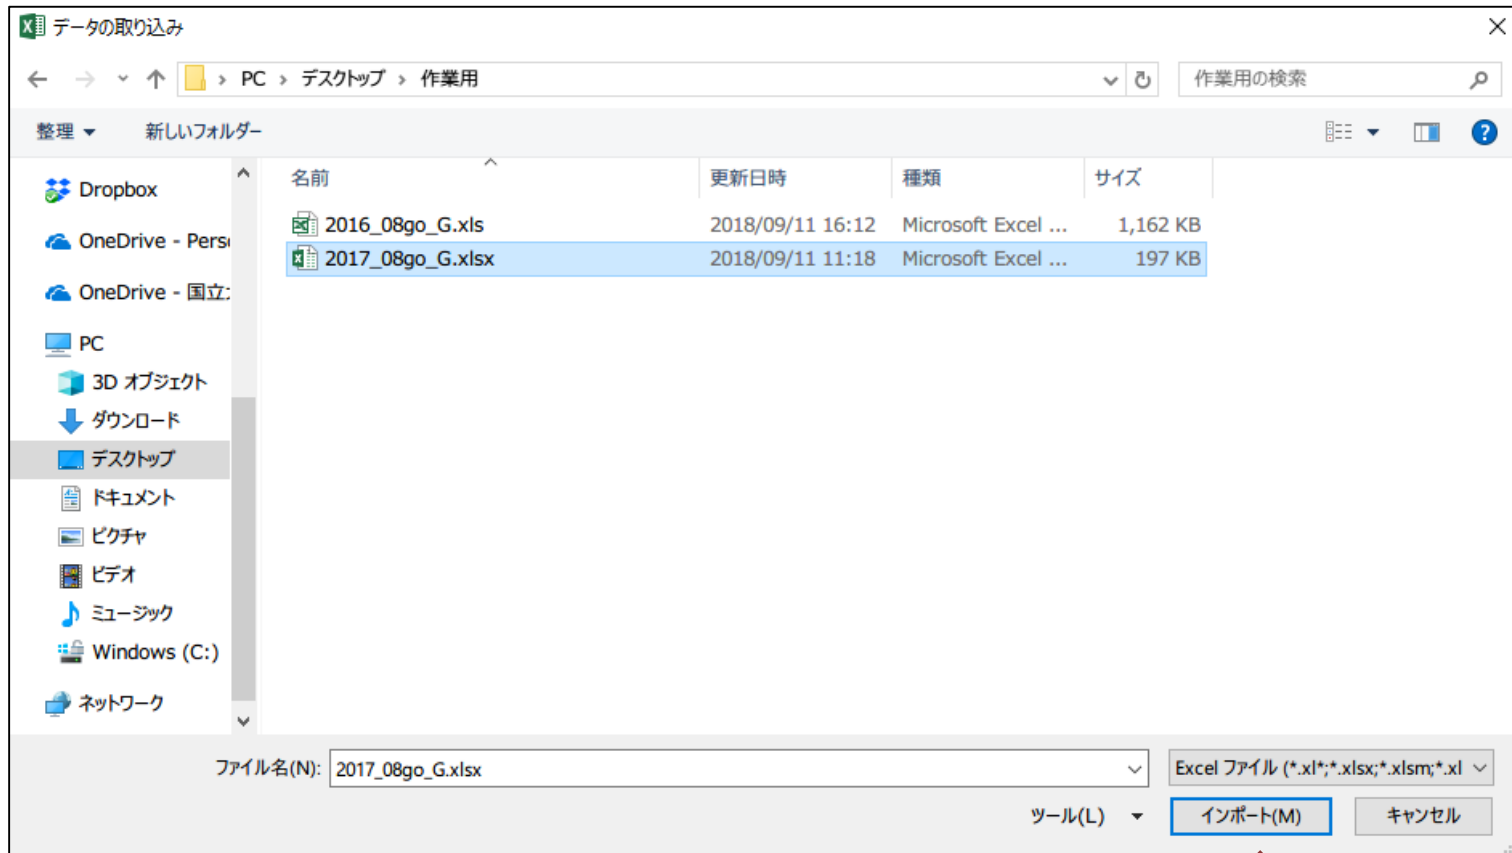 データの取り込み
PC › デスクトップ › 作業用
作業用の検索
整理
新しいフォルダー
名前 更新日時 種類 サイズ
2016_08go_G.xls 2018/09/11 16:12 Microsoft Excel ... 1,162 KB
2017_08go_G.xlsx 2018/09/11 11:18 Microsoft Excel ... 197 KB
Dropbox
OneDrive - Pers
OneDrive - 国立
PC
3D オブジェクト
ダウンロード
デスクトップ
ドキュメント
ピクチャ
ビデオ
ミュージック
Windows (C:)
ネットワーク
ファイル名(N): 2017_08go_G.xlsx
Excel ファイル (*.xl*;*.xlsx;*.xlsm;*.xl
ツール(L) インポート(M) キャンセル